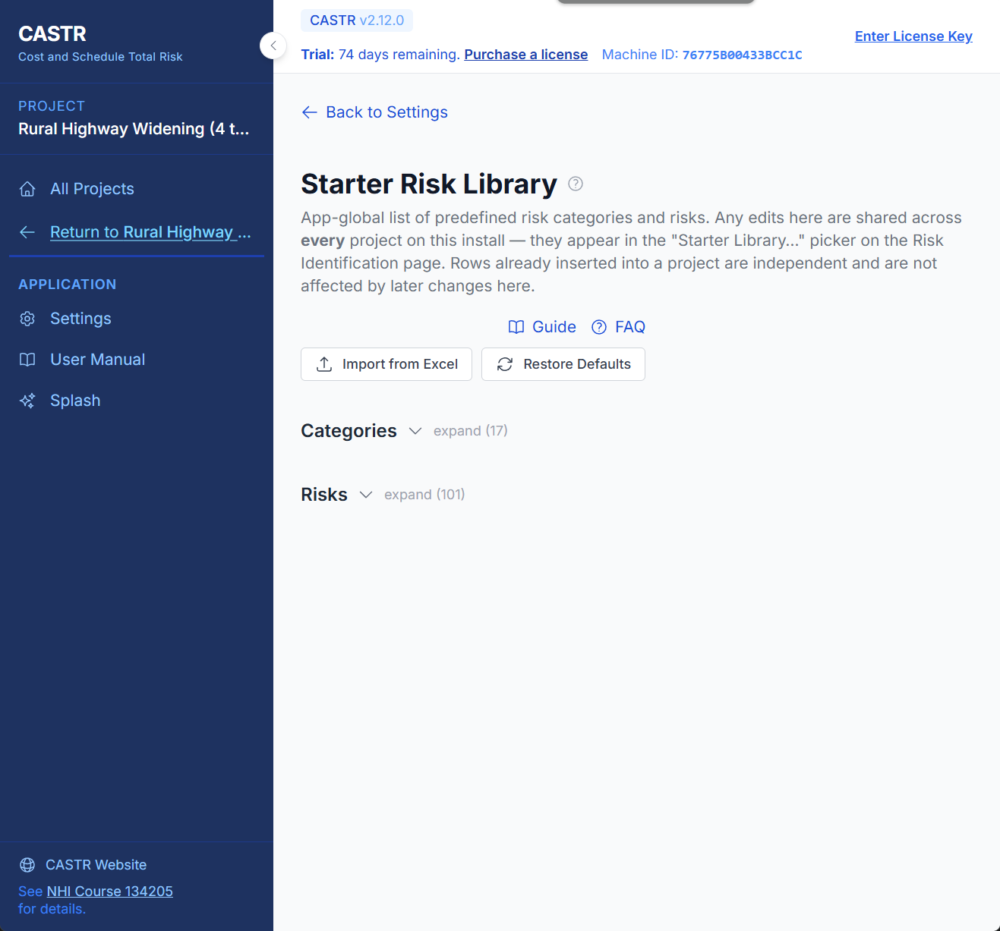 CASTR
Cost and Schedule Total Risk
PROJECT
Rural Highway Widening (4 t...
All Projects
Return to Rural Highway ...
APPLICATION
Settings
User Manual
Splash
CASTR Website
See NHI Course 134205
for details.
CASTR v2.12.0
Trial: 74 days remaining. Purchase a license Machine ID: 76775B00433BCC1C
Enter License Key
Back to Settings
Starter Risk Library
App-global list of predefined risk categories and risks. Any edits here are shared across
every project on this install — they appear in the "Starter Library..." picker on the Risk
Identification page. Rows already inserted into a project are independent and are not
affected by later changes here.
Guide FAQ
Import from Excel Restore Defaults
Categories expand (17)
Risks expand (101)